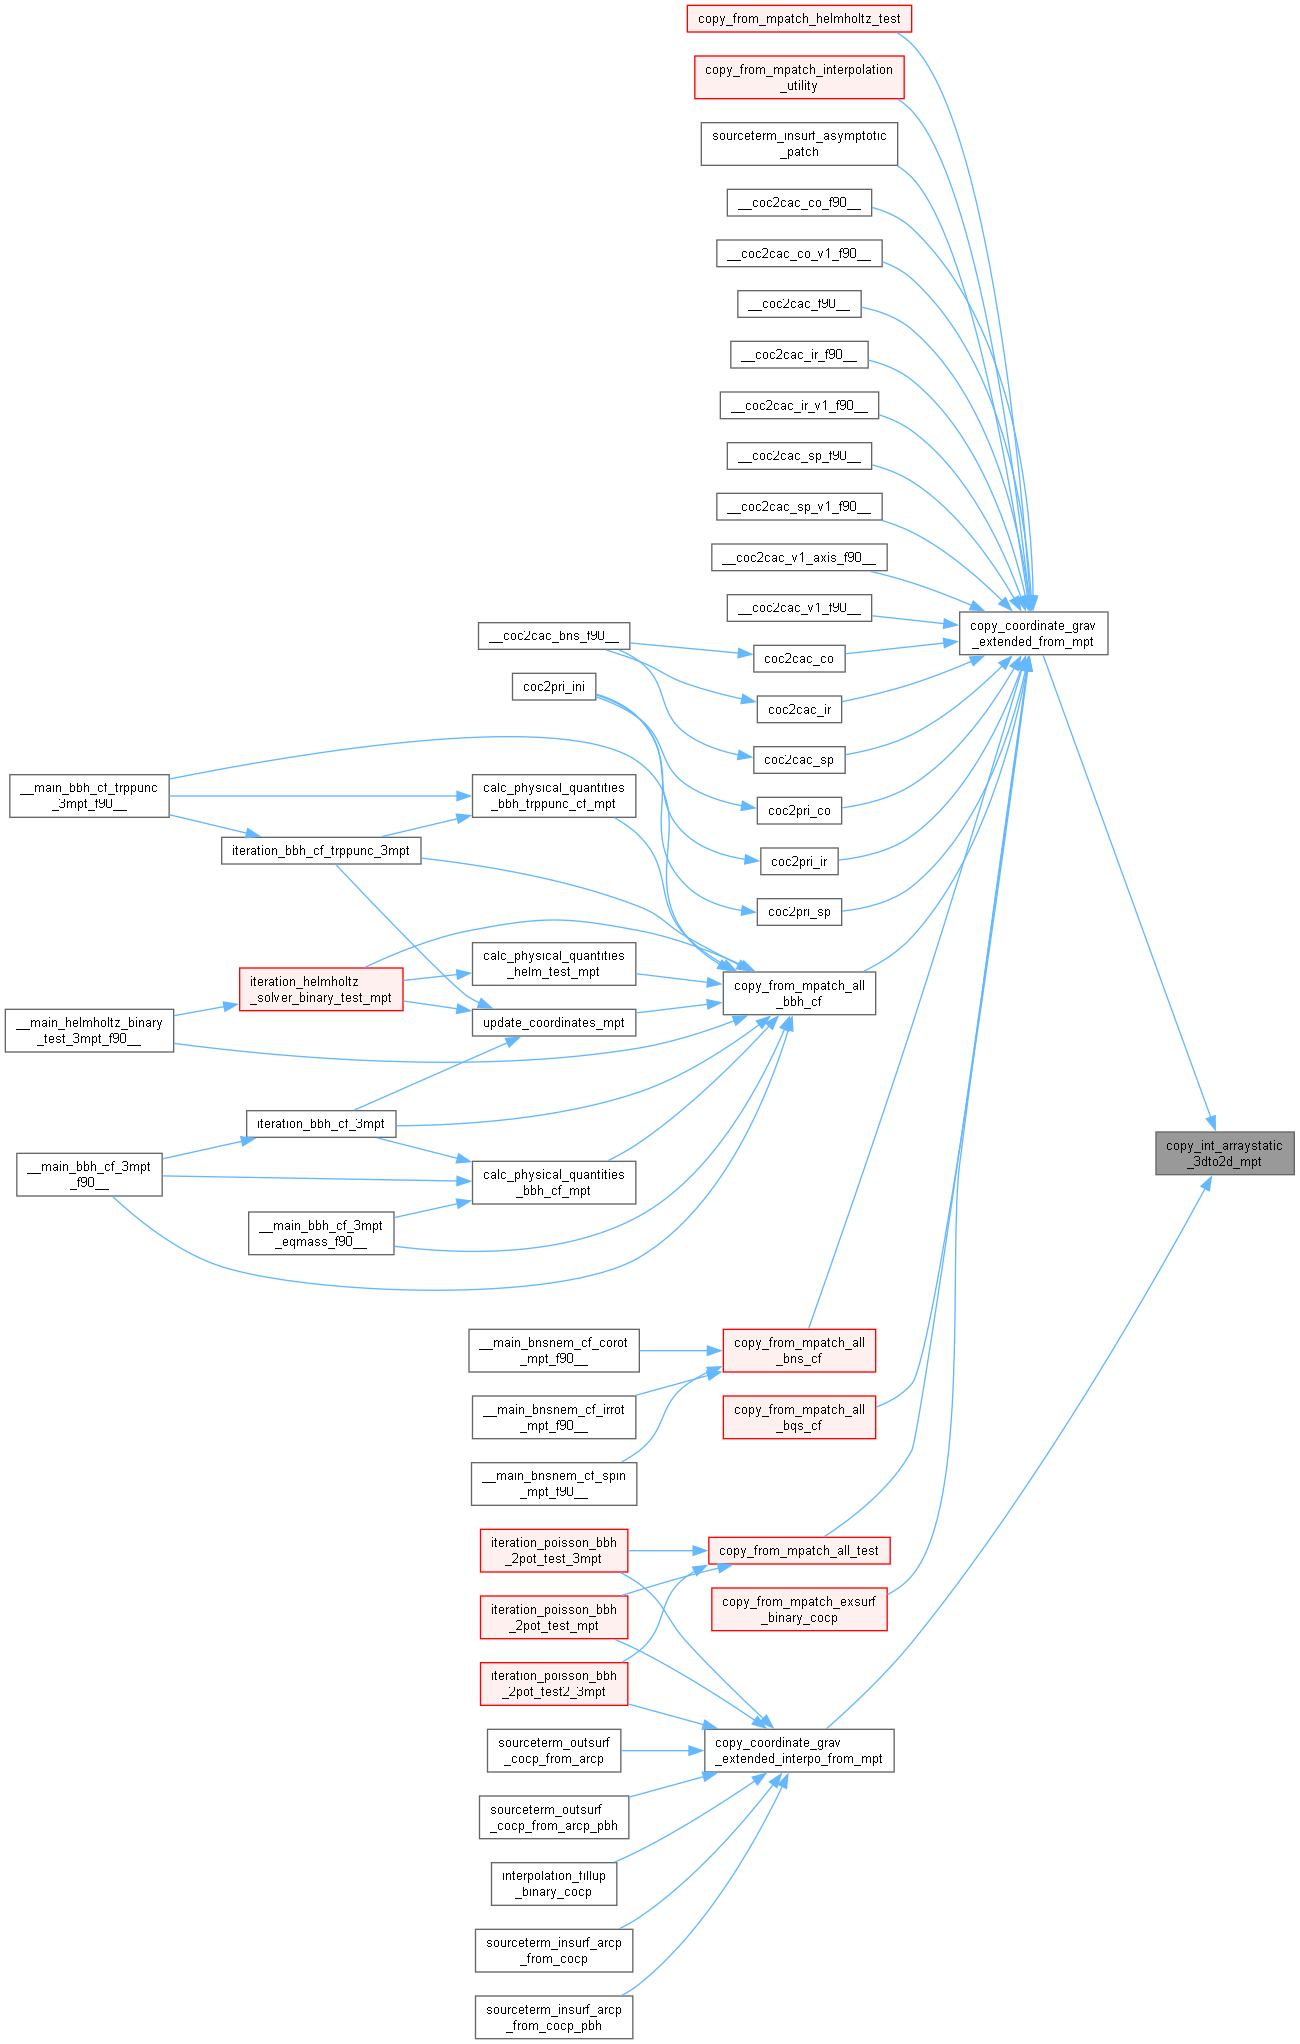 copy_from_mpatch_helmholtz_test
copy_from_mpatch_interpolation
_utility
sourceterm_insurf_asymptotic
_patch
__coc2cac_co_f90__
__coc2cac_co_v1_f90__
__coc2cac_f90__
__coc2cac_ir_f90__
__coc2cac_ir_v1_f90__
__coc2cac_sp_f90__
__coc2cac_sp_v1_f90__
__coc2cac_v1_axis_f90__
__coc2cac_v1_f90__
copy_coordinate_grav
_extended_from_mpt
__coc2cac_bns_f90__
coc2cac_co
coc2pri_ini
coc2cac_ir
coc2cac_sp
__main_bbh_cf_trppunc
_3mpt_f90__
calc_physical_quantities
_bbh_trppunc_cf_mpt
coc2pri_co
iteration_bbh_cf_trppunc_3mpt
coc2pri_ir
coc2pri_sp
calc_physical_quantities
_helm_test_mpt
iteration_helmholtz
_solver_binary_test_mpt
copy_from_mpatch_all
_bbh_cf
__main_helmholtz_binary
_test_3mpt_f90__
update_coordinates_mpt
iteration_bbh_cf_3mpt
copy_int_arraystatic
_3dto2d_mpt
__main_bbh_cf_3mpt
_f90__
calc_physical_quantities
_bbh_cf_mpt
__main_bbh_cf_3mpt
_eqmass_f90__
__main_bnsnem_cf_corot
_mpt_f90__
copy_from_mpatch_all
_bns_cf
__main_bnsnem_cf_irrot
_mpt_f90__
copy_from_mpatch_all
_bqs_cf
__main_bnsnem_cf_spin
_mpt_f90__
iteration_poisson_bbh
_2pot_test_3mpt
copy_from_mpatch_all_test
iteration_poisson_bbh
_2pot_test_mpt
copy_from_mpatch_exsurf
_binary_cocp
iteration_poisson_bbh
_2pot_test2_3mpt
sourceterm_outsurf
_cocp_from_arcp
copy_coordinate_grav
_extended_interpo_from_mpt
sourceterm_outsurf
_cocp_from_arcp_pbh
interpolation_fillup
_binary_cocp
sourceterm_insurf_arcp
_from_cocp
sourceterm_insurf_arcp
_from_cocp_pbh